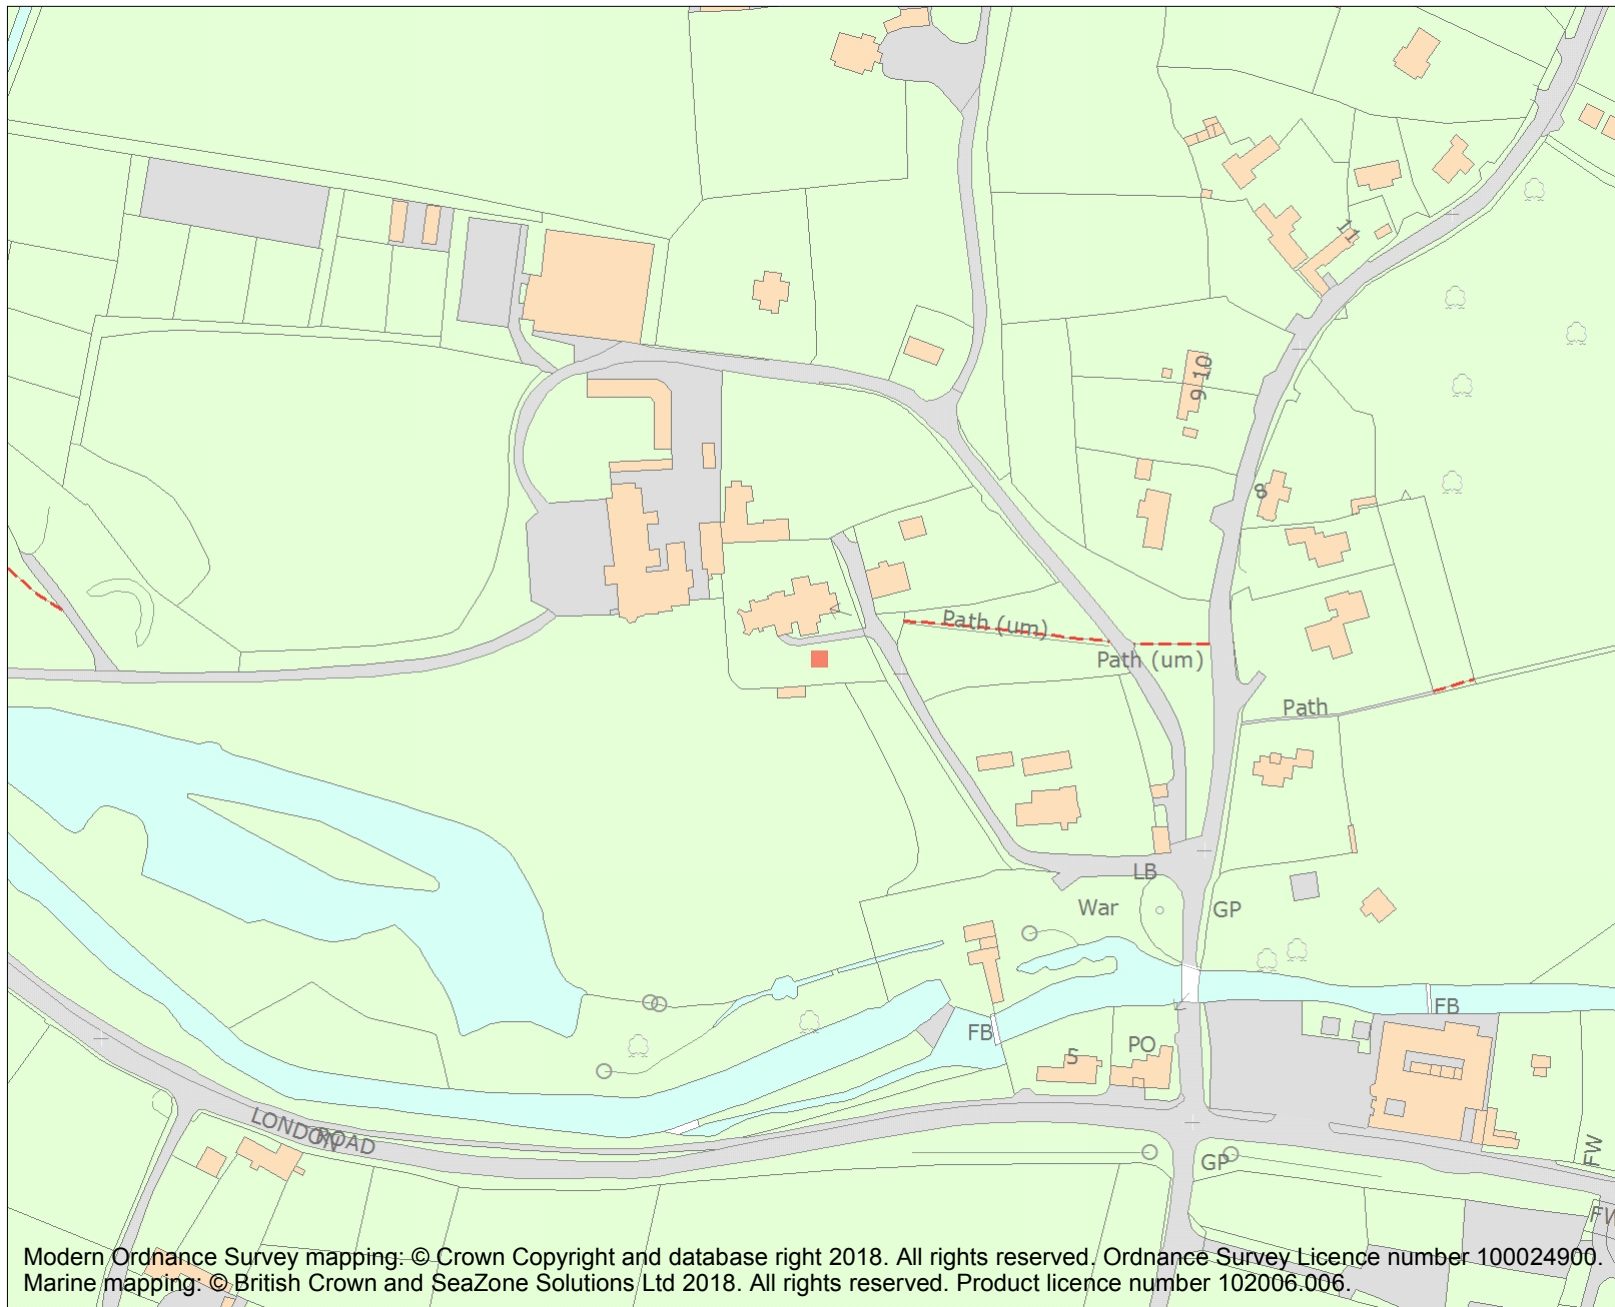 11
9 10
8
Path (um)
Path (um)
Path
LB
War
GP
FB
FB
5
PO
LONDON ROAD
GP
FW
FW
Modern Ordnance Survey mapping: © Crown Copyright and database right 2018. All rights reserved. Ordnance Survey Licence number 100024900.
Marine mapping: © British Crown and SeaZone Solutions Ltd 2018. All rights reserved. Product licence number 102006.006.